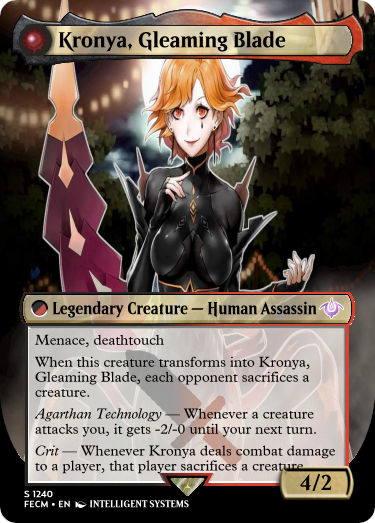 Kronya, Gleaming Blade
Legendary Creature — Human Assassin
Menace, deathtouch
When this creature transforms into Kronya,
Gleaming Blade, each opponent sacrifices a
creature.
Agarthan Technology — Whenever a creature
attacks you, it gets -2/-0 until your next turn.
Crit — Whenever Kronya deals combat damage
to a player, that player sacrifices a creature.
4/2
S 1240
FECM • EN INTELLIGENT SYSTEMS